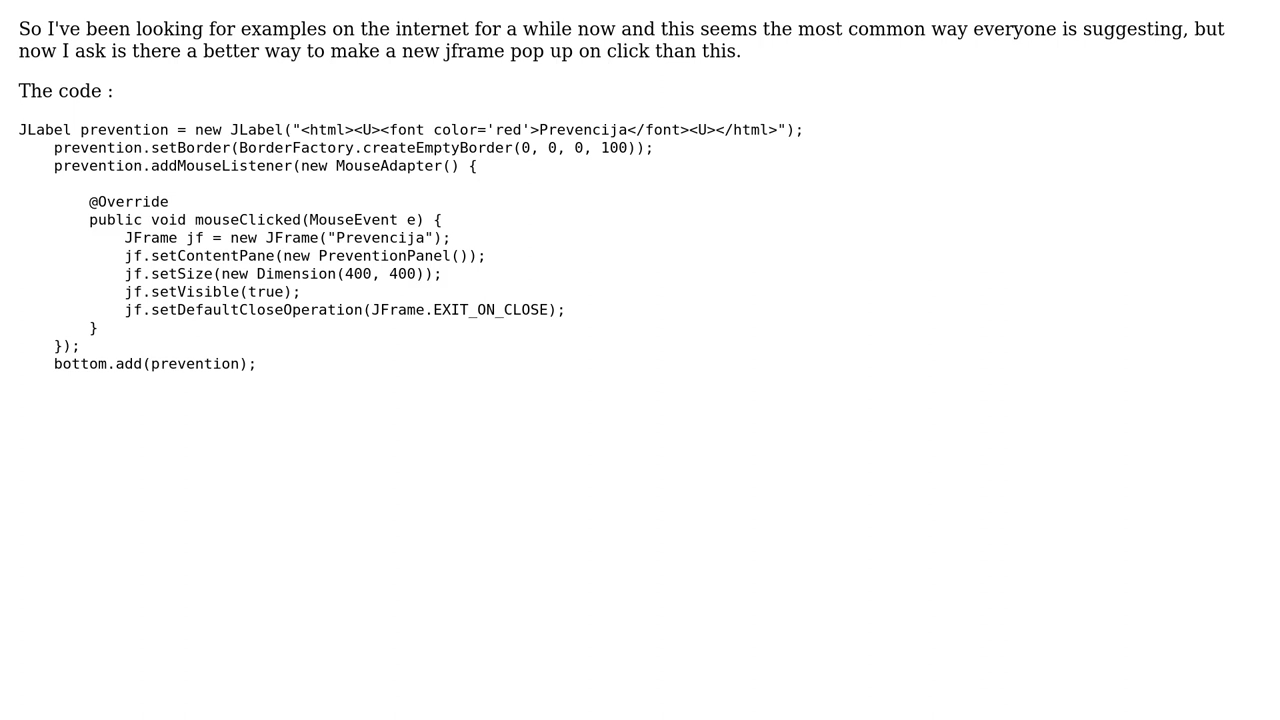 So I've been looking for examples on the internet for a while now and this seems the most common way everyone is suggesting, but
now I ask is there a better way to make a new jframe pop up on click than this.
The code :
JLabel prevention = new JLabel("<html><U><font color='red'>Prevencija</font><U></html>");
    prevention.setBorder(BorderFactory.createEmptyBorder(0, 0, 0, 100));
    prevention.addMouseListener(new MouseAdapter() {
        @Override
        public void mouseClicked(MouseEvent e) {
            JFrame jf = new JFrame("Prevencija");
            jf.setContentPane(new PreventionPanel());
            jf.setSize(new Dimension(400, 400));
            jf.setVisible(true);
            jf.setDefaultCloseOperation(JFrame.EXIT_ON_CLOSE);
        }
    });
    bottom.add(prevention);